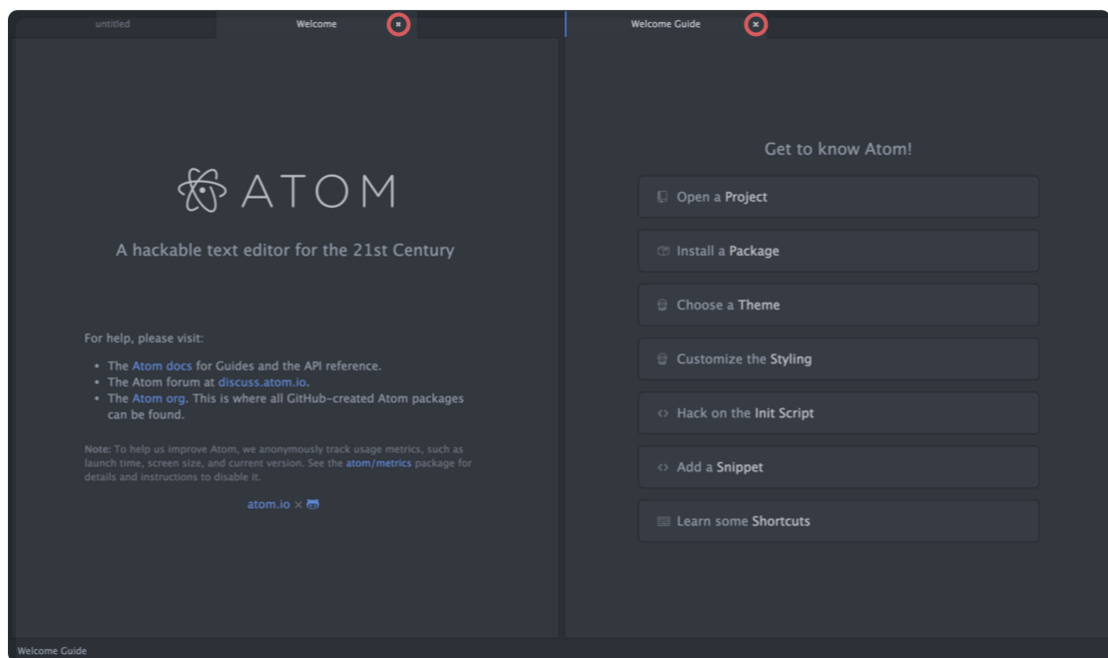 untitled
Welcome
Welcome Guide
ATOM
A hackable text editor for the 21st Century
For help, please visit:
• The Atom docs for Guides and the API reference.
• The Atom forum at discuss.atom.io.
• The Atom org. This is where all GitHub-created Atom packages
can be found.
Note: To help us improve Atom, we anonymously track usage metrics, such as
launch time, screen size, and current version. See the atom/metrics package for
details and instructions to disable it.
atom.io ×
Get to know Atom!
Open a Project
Install a Package
Choose a Theme
Customize the Styling
Hack on the Init Script
Add a Snippet
Learn some Shortcuts
Welcome Guide